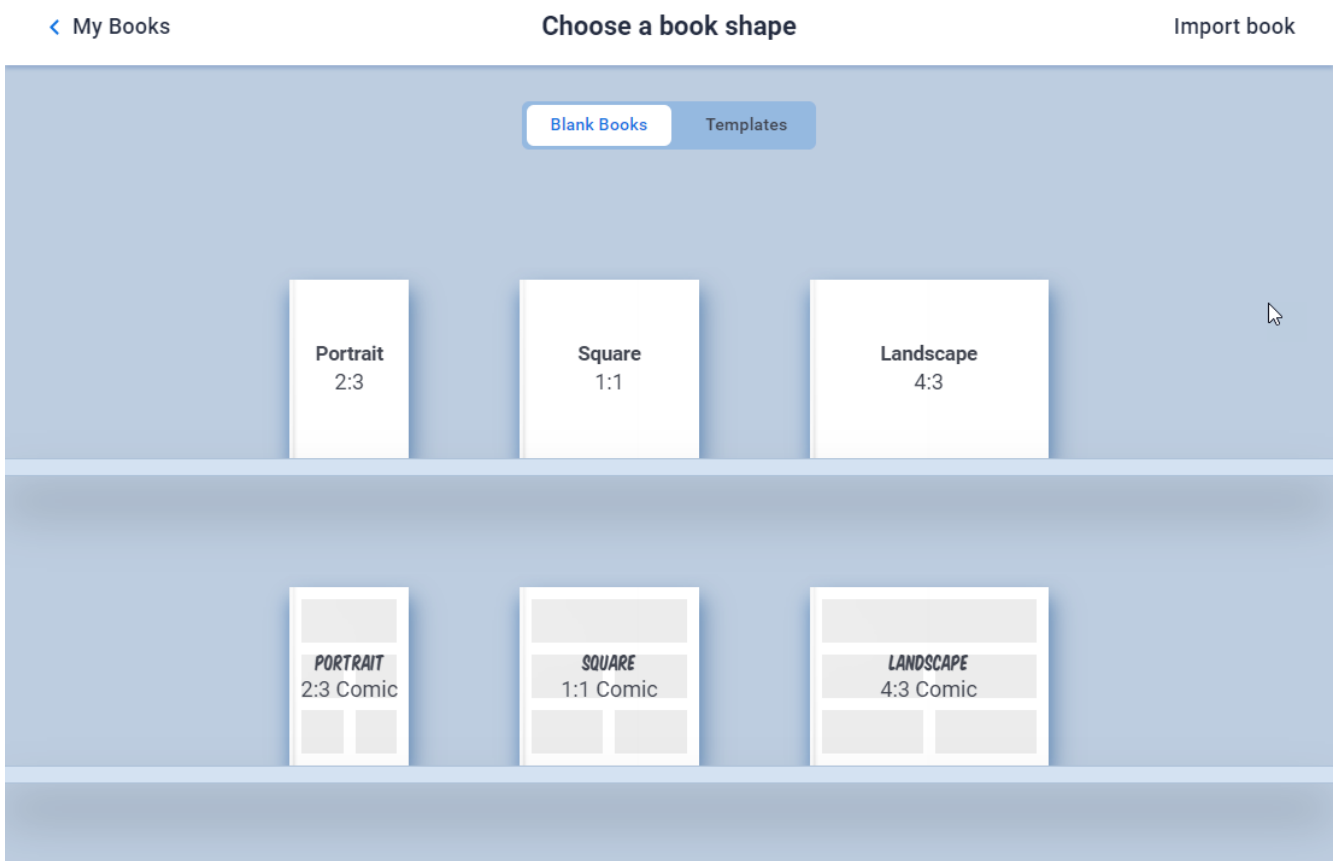 My Books
Choose a book shape
Import book
Blank Books
Templates
Portrait
2:3
Square
1:1
Landscape
4:3
PORTRAIT
2:3 Comic
SQUARE
1:1 Comic
LANDSCAPE
4:3 Comic